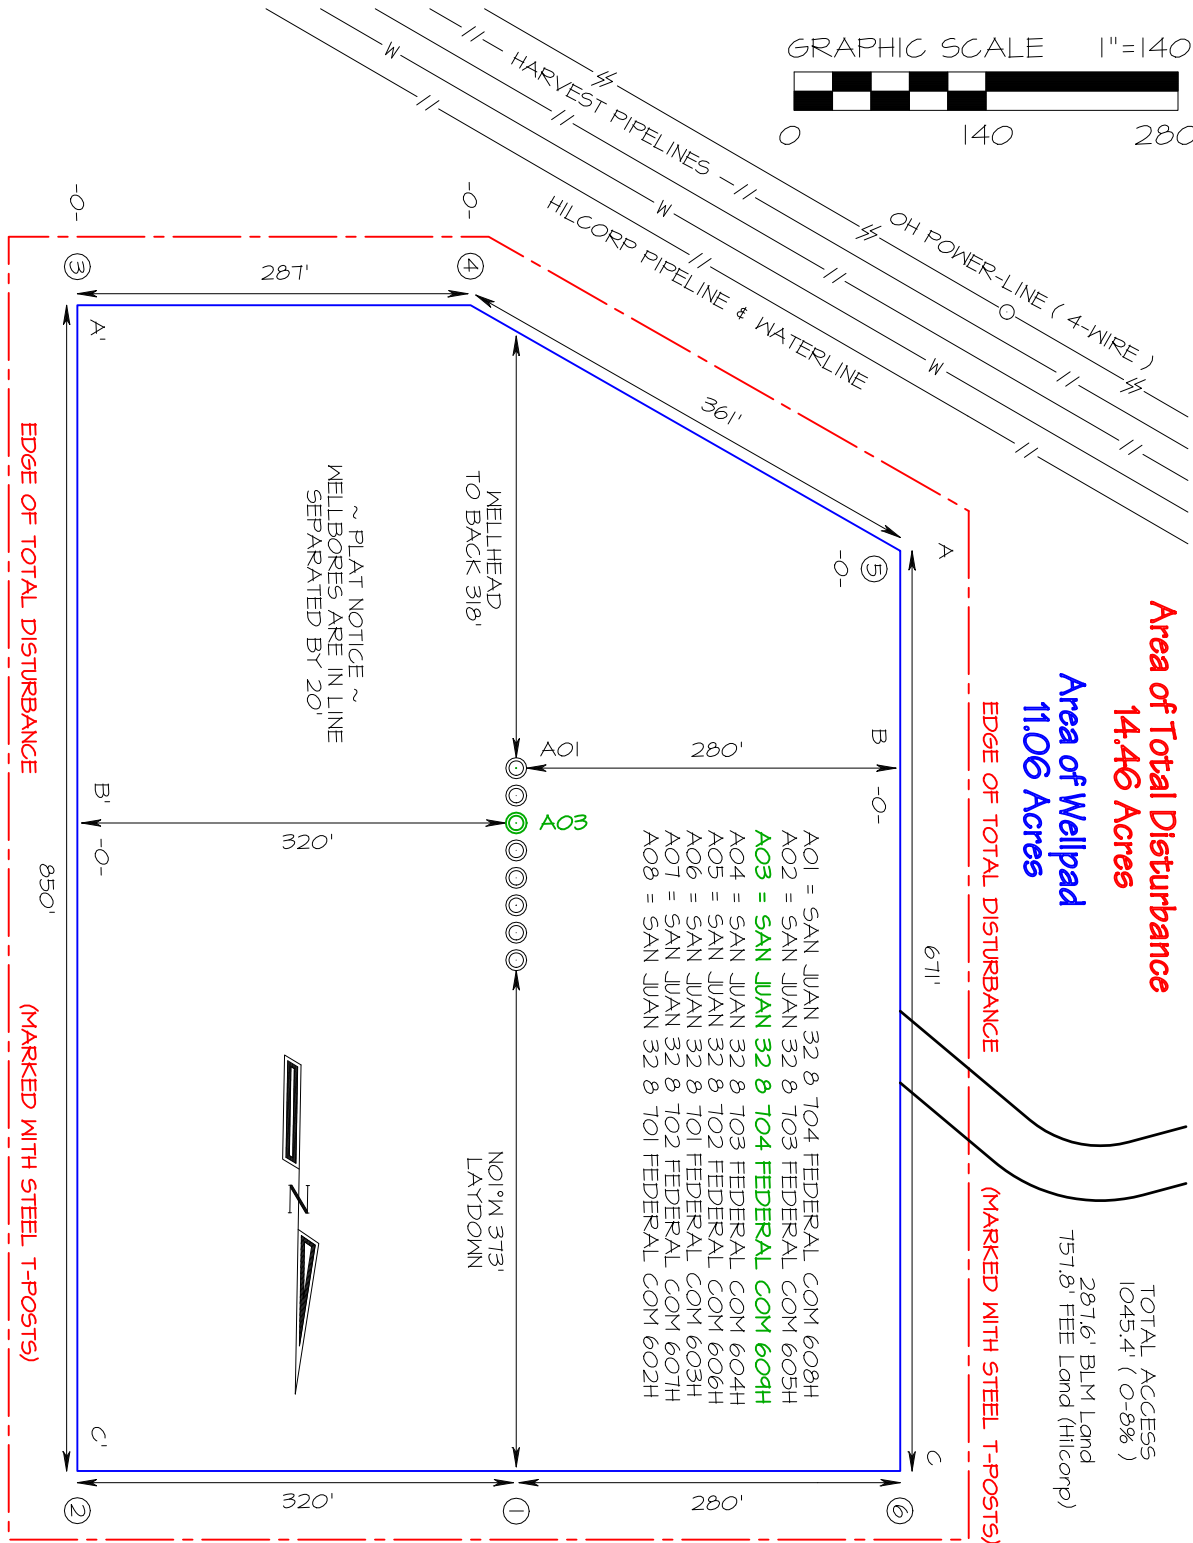 GRAPHIC SCALE 1"=140
0 140 280
HARVEST PIPELINES
OH POWER-LINE ( 4-WIRE )
HILCORP PIPELINE & WATERLINE
W
W
W
-0-
-0-
3
287'
4
A'
361'
A
5
-0-
EDGE OF TOTAL DISTURBANCE
(MARKED WITH STEEL T-POSTS)
WELLHEAD
TO BACK 318'
~ PLAT NOTICE ~
WELLBORES ARE IN LINE
SEPARATED BY 20'
Area of Total Disturbance
14.46 Acres
Area of Wellpad
11.06 Acres
EDGE OF TOTAL DISTURBANCE
(MARKED WITH STEEL T-POSTS)
B
-0-
A01
280'
A03
B'
-0-
320'
850'
671'
A01 = SAN JUAN 32 8 704 FEDERAL COM 608H
A02 = SAN JUAN 32 8 703 FEDERAL COM 605H
A03 = SAN JUAN 32 8 704 FEDERAL COM 609H
A04 = SAN JUAN 32 8 703 FEDERAL COM 604H
A05 = SAN JUAN 32 8 702 FEDERAL COM 606H
A06 = SAN JUAN 32 8 701 FEDERAL COM 603H
A07 = SAN JUAN 32 8 702 FEDERAL COM 607H
A08 = SAN JUAN 32 8 701 FEDERAL COM 602H
N01°W 373'
LAYDOWN
N
TOTAL ACCESS
1045.4' ( 0-8% )
287.6' BLM Land
757.8' FEE Land (Hilcorp)
C'
C
2
320'
1
280'
6